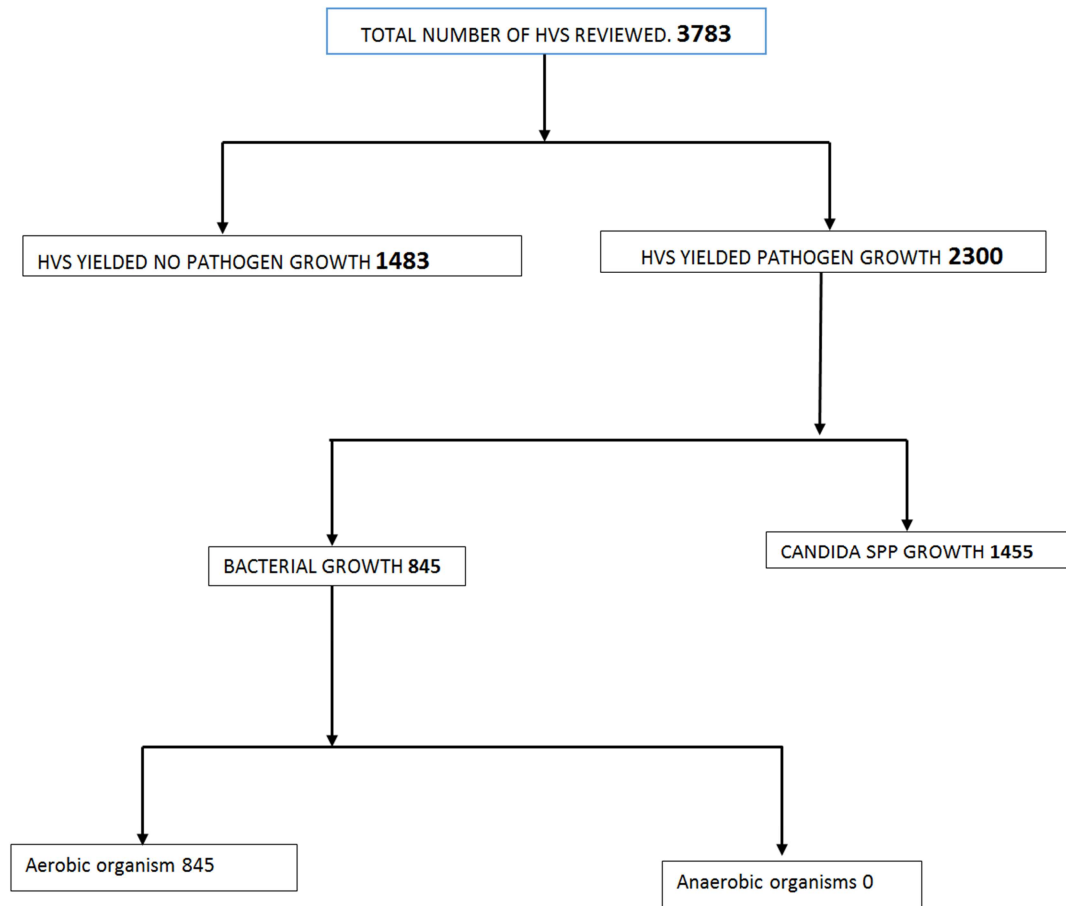 TOTAL NUMBER OF HVS REVIEWED. 3783
HVS YIELDED NO PATHOGEN GROWTH 1483
HVS YIELDED PATHOGEN GROWTH 2300
BACTERIAL GROWTH 845
CANDIDA SPP GROWTH 1455
Aerobic organism 845
Anaerobic organisms 0